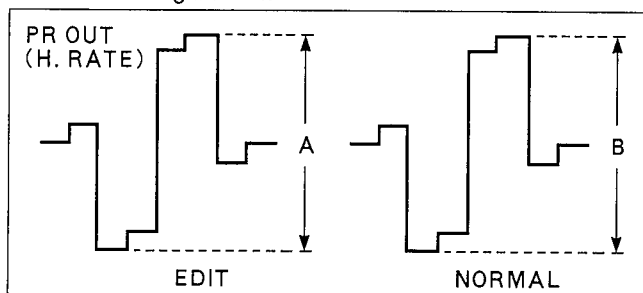 PR OUT
(H. RATE)
A
B
EDIT
NORMAL